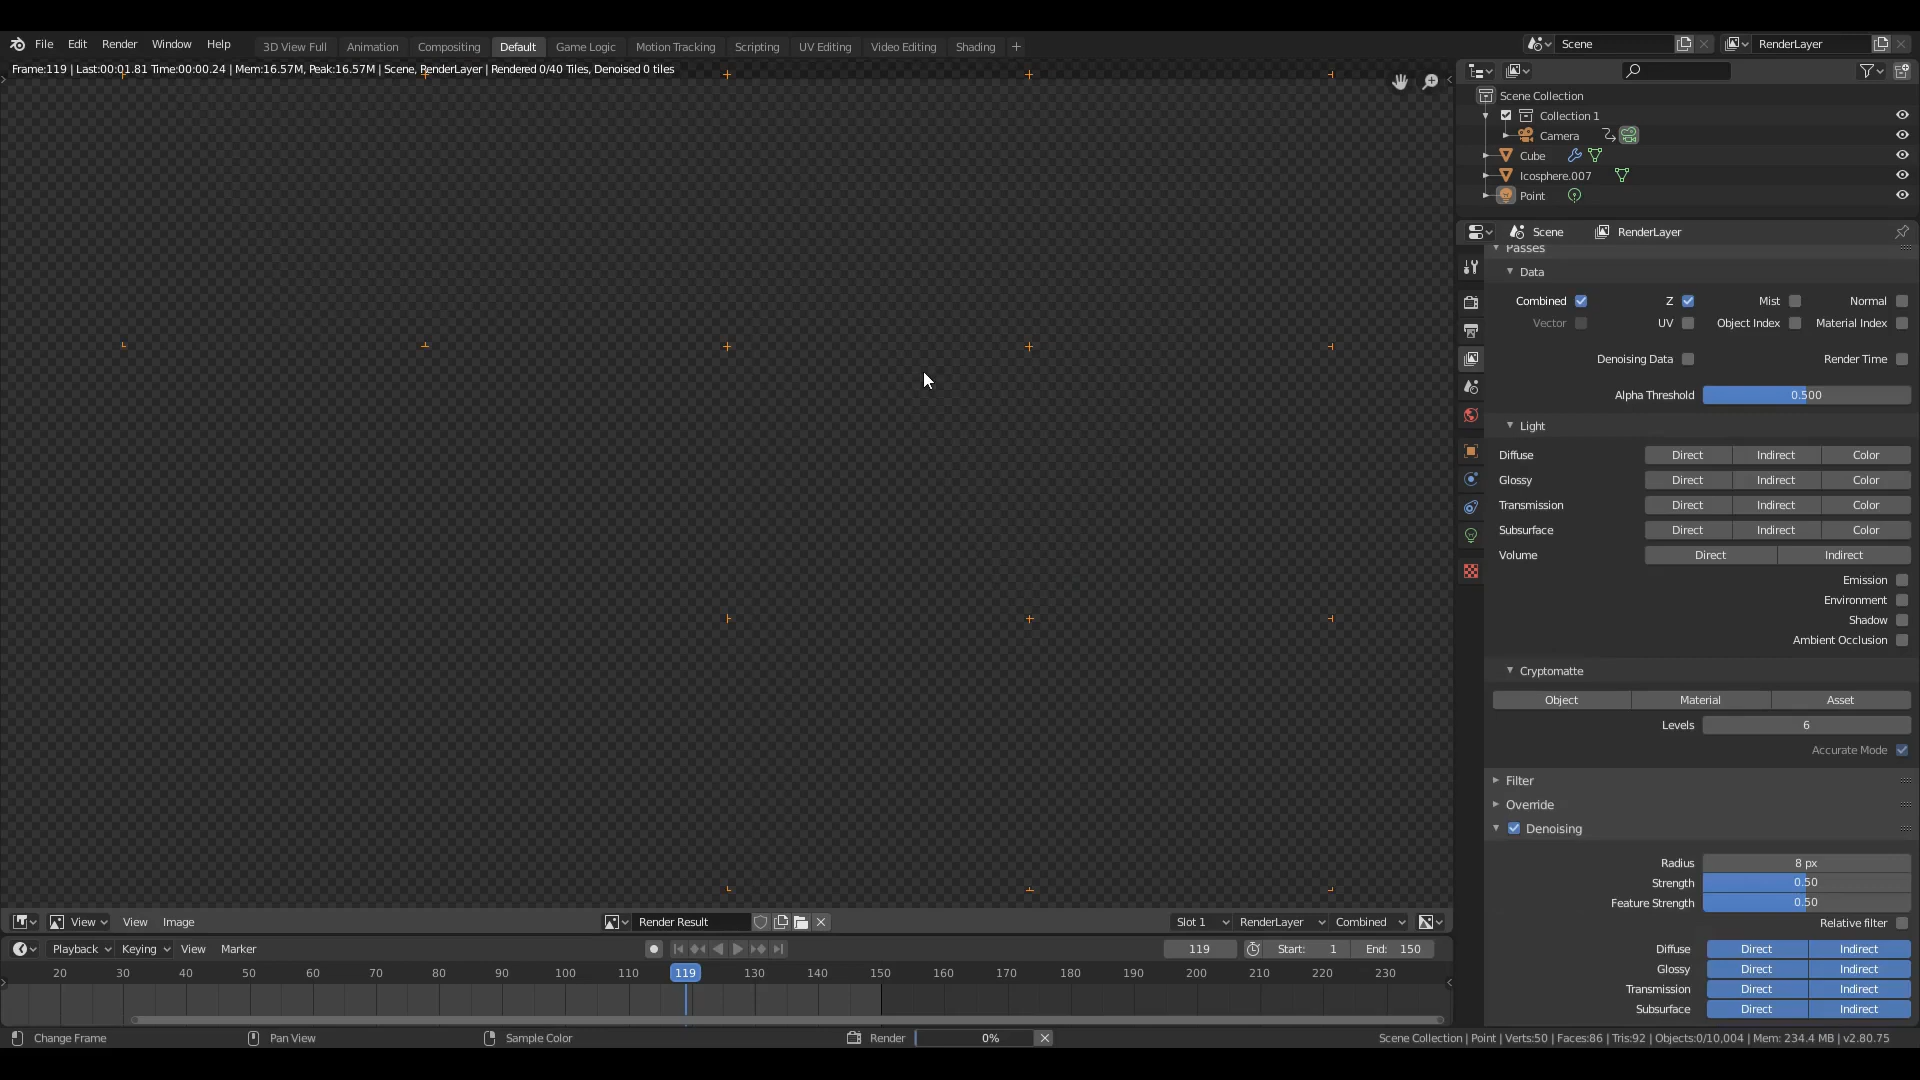 File Edit Render Window Help 3D View Full Animation Compositing Default Game Logic Motion Tracking Scripting UV Editing Video Editing Shading + Scene RenderLayer
Frame:119 | Last:00:01.81 Time:00:00.24 | Mem:16.57M, Peak:16.57M | Scene, RenderLayer | Rendered 0/40 Tiles, Denoised 0 tiles
Scene Collection
Collection 1
Camera
Cube
Icosphere.007
Point
Scene RenderLayer
Passes
Data
Combined Z Mist Normal
Vector UV Object Index Material Index
Denoising Data Render Time
Alpha Threshold 0.500
Light
Diffuse Direct Indirect Color
Glossy Direct Indirect Color
Transmission Direct Indirect Color
Subsurface Direct Indirect Color
Volume Direct Indirect
Emission
Environment
Shadow
Ambient Occlusion
Cryptomatte
Object Material Asset
Levels 6
Accurate Mode
Filter
Override
Denoising
Radius 8 px
Strength 0.50
Feature Strength 0.50
Relative filter
Diffuse Direct Indirect
Glossy Direct Indirect
Transmission Direct Indirect
Subsurface Direct Indirect
View View Image Render Result Slot 1 RenderLayer Combined
Playback Keying View Marker 119 Start: 1 End: 150
20 30 40 50 60 70 80 90 100 110 119 130 140 150 160 170 180 190 200 210 220 230
Change Frame Pan View Sample Color Render 0% Scene Collection | Point | Verts:50 | Faces:86 | Tris:92 | Objects:0/10,004 | Mem: 234.4 MB | v2.80.75